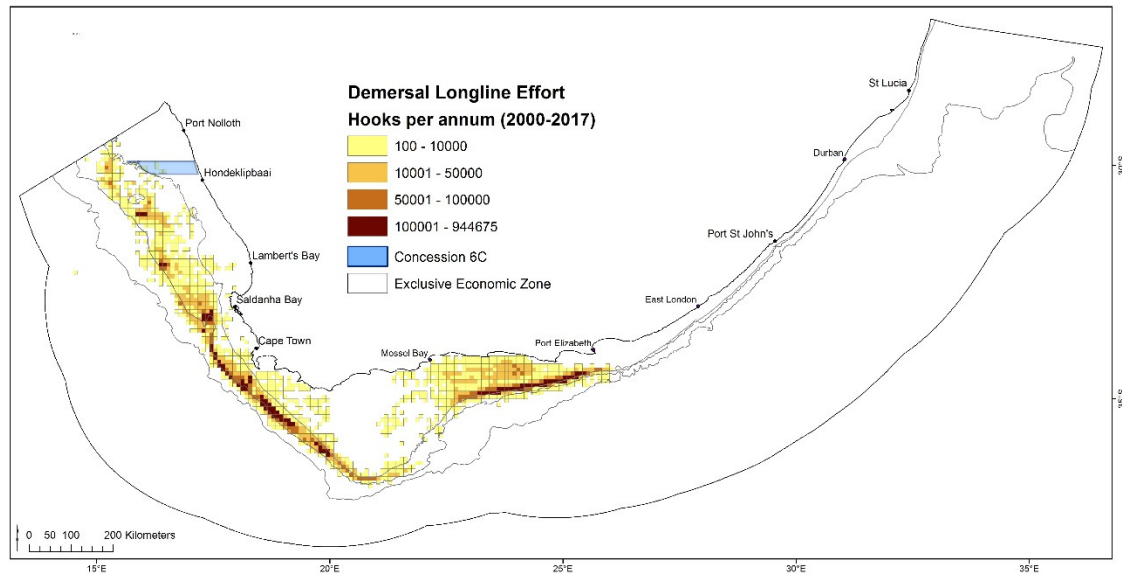 Demersal Longline Effort
Hooks per annum (2000-2017)
100 - 10000
10001 - 50000
50001 - 100000
100001 - 944675
Concession 6C
Exclusive Economic Zone
St Lucia
Port Nolloth
Durban
30°S
Hondeklipbaai
Port St John's
Lambert's Bay
Saldanha Bay
East London
Cape Town
Port Elizabeth
Mossel Bay
35°S
0 50 100 200 Kilometers
15°E 20°E 25°E 30°E 35°E